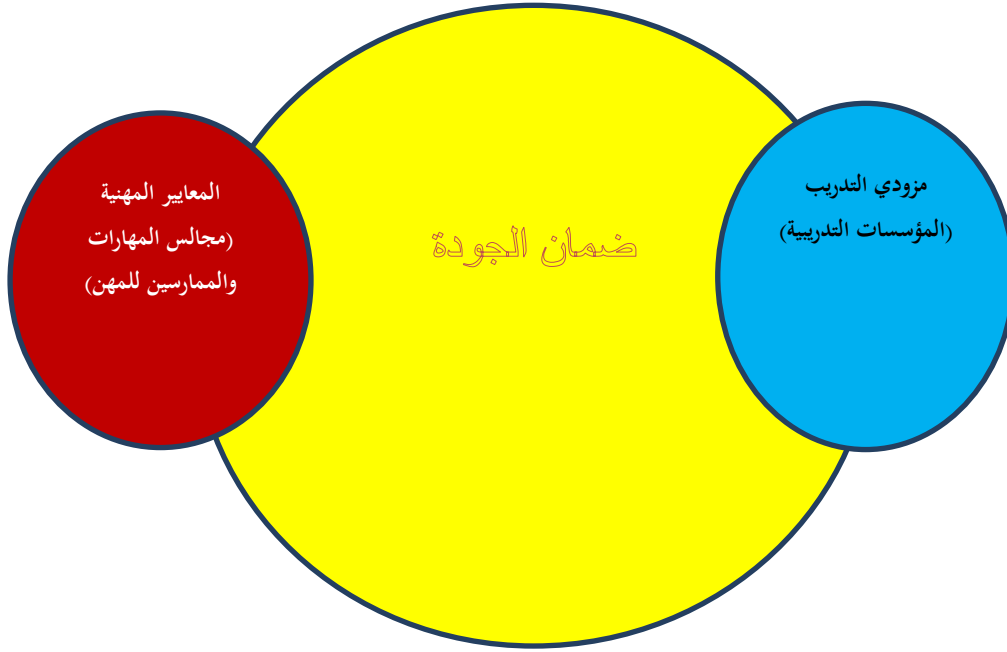 مزودي التدريب
(المؤسسات التدريبية)
ضمان الجودة
المعايير المهنية
(مجالس المهارات
والممارسين للمهن)